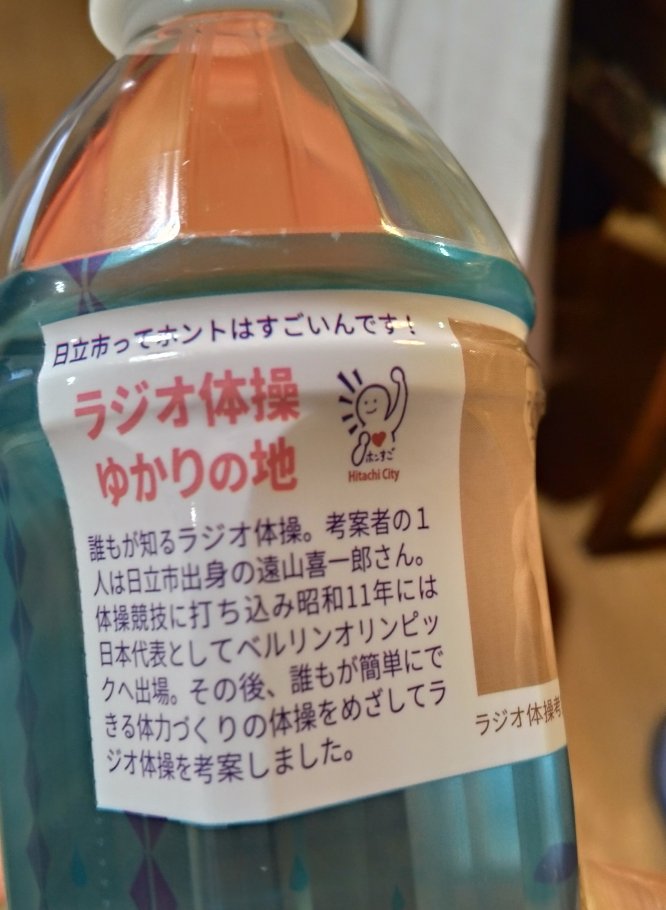 日立市ってホントはすごいんです！
ラジオ体操
ゆかりの地
ホンすご
Hitachi City
誰もが知るラジオ体操。考案者の1
人は日立市出身の遠山喜一郎さん。
体操競技に打ち込み昭和11年には
日本代表としてベルリンオリンピッ
クへ出場。その後、誰もが簡単にで
きる体力づくりの体操をめざしてラ
ジオ体操を考案しました。
ラジオ体操考